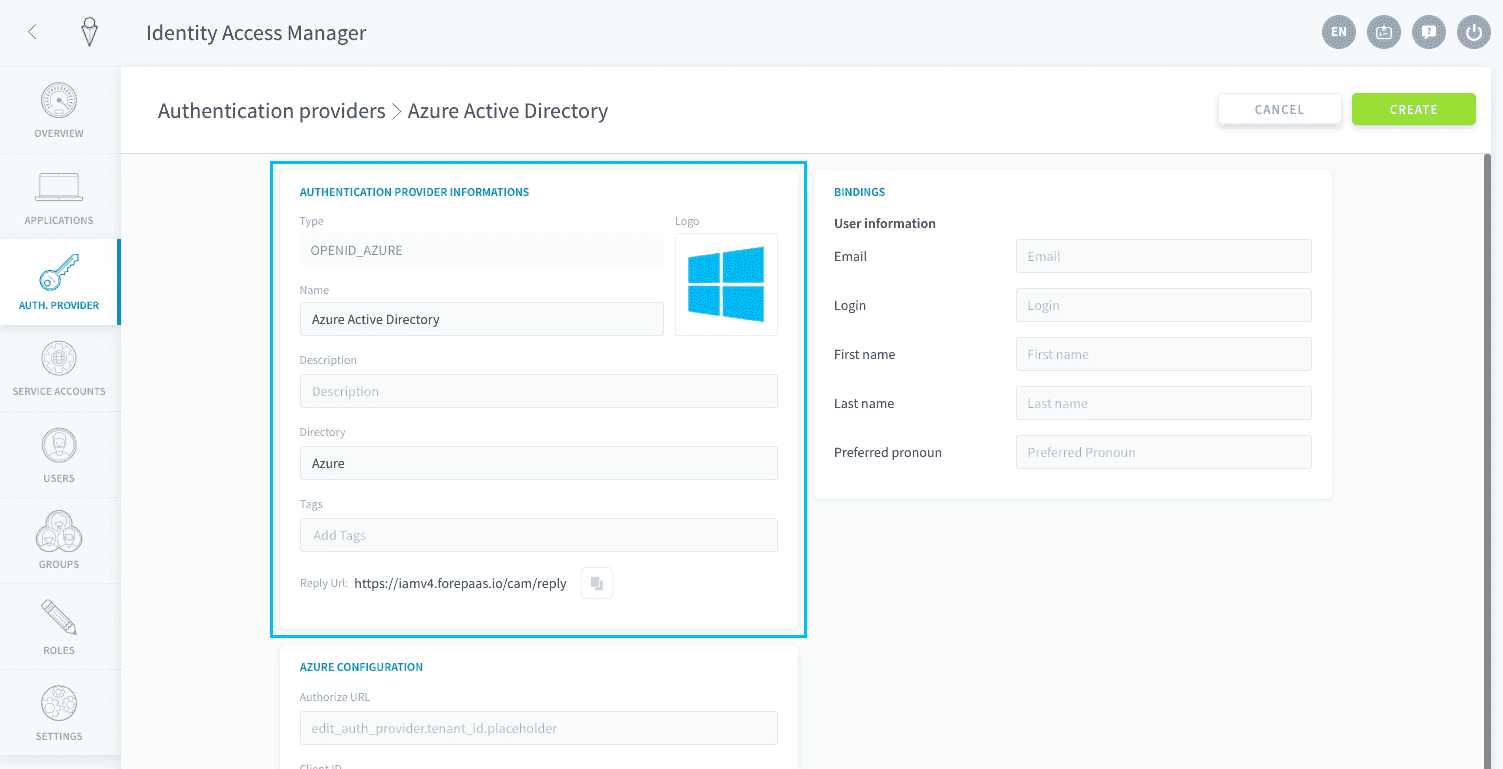 Identity Access Manager
EN
OVERVIEW
APPLICATIONS
AUTH. PROVIDER
SERVICE ACCOUNTS
USERS
GROUPS
ROLES
SETTINGS
Authentication providers > Azure Active Directory
CANCEL
CREATE
AUTHENTICATION PROVIDER INFORMATIONS
Type
Logo
OPENID_AZURE
Name
Azure Active Directory
Description
Description
Directory
Azure
Tags
Add Tags
Reply Url: https://iamv4.forepaas.io/cam/reply
AZURE CONFIGURATION
Authorize URL
edit_auth_provider.tenant_id.placeholder
Client ID
BINDINGS
User information
Email Email
Login Login
First name First name
Last name Last name
Preferred pronoun Preferred Pronoun